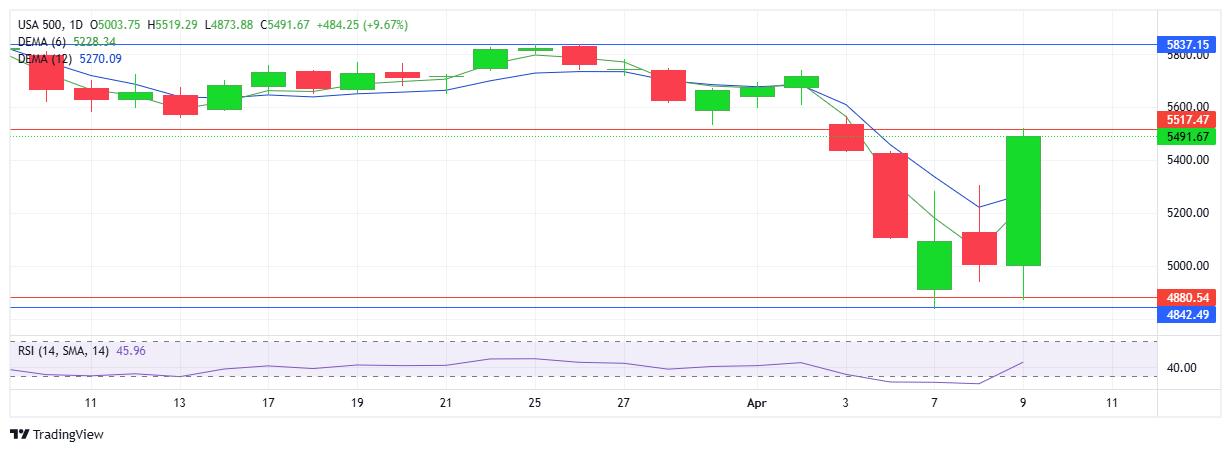 USA 500, 1D O5003.75 H5519.29 L4873.88 C5491.67 +484.25 (+9.67%)
DEMA (6) 5228.34
DEMA (12) 5270.09
5837.15
5800.00
5600.00
5517.47
5491.67
5400.00
5200.00
5000.00
4880.54
4842.49
RSI (14, SMA, 14) 45.96
40.00
11 13 17 19 21 25 27 Apr 3 7 9 11
TradingView